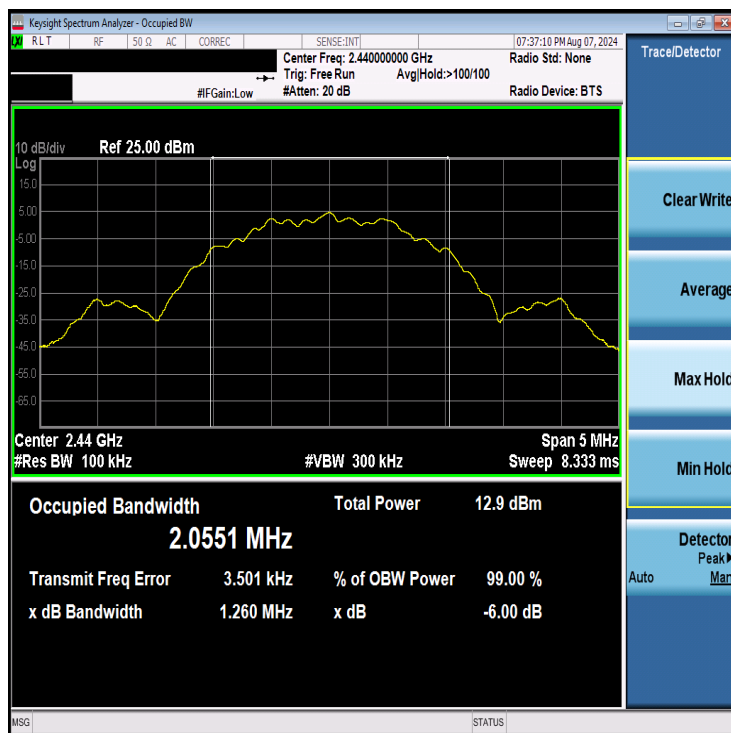 Keysight Spectrum Analyzer - Occupied BW
LXI RLT RF 50 Ω AC CORREC SENSE:INT 07:37:10 PM Aug 07, 2024
Center Freq: 2.440000000 GHz Radio Std: None
Trig: Free Run Avg|Hold:>100/100
#IFGain:Low #Atten: 20 dB Radio Device: BTS
Trace/Detector
10 dB/div Ref 25.00 dBm
Log
15.0
5.00
-5.00
-15.0
-25.0
-35.0
-45.0
-55.0
-65.0
Center 2.44 GHz Span 5 MHz
#Res BW 100 kHz #VBW 300 kHz Sweep 8.333 ms
Occupied Bandwidth Total Power 12.9 dBm
2.0551 MHz
Transmit Freq Error 3.501 kHz % of OBW Power 99.00 %
x dB Bandwidth 1.260 MHz x dB -6.00 dB
Clear Write
Average
Max Hold
Min Hold
Detector
Peak
Auto Man
MSG STATUS